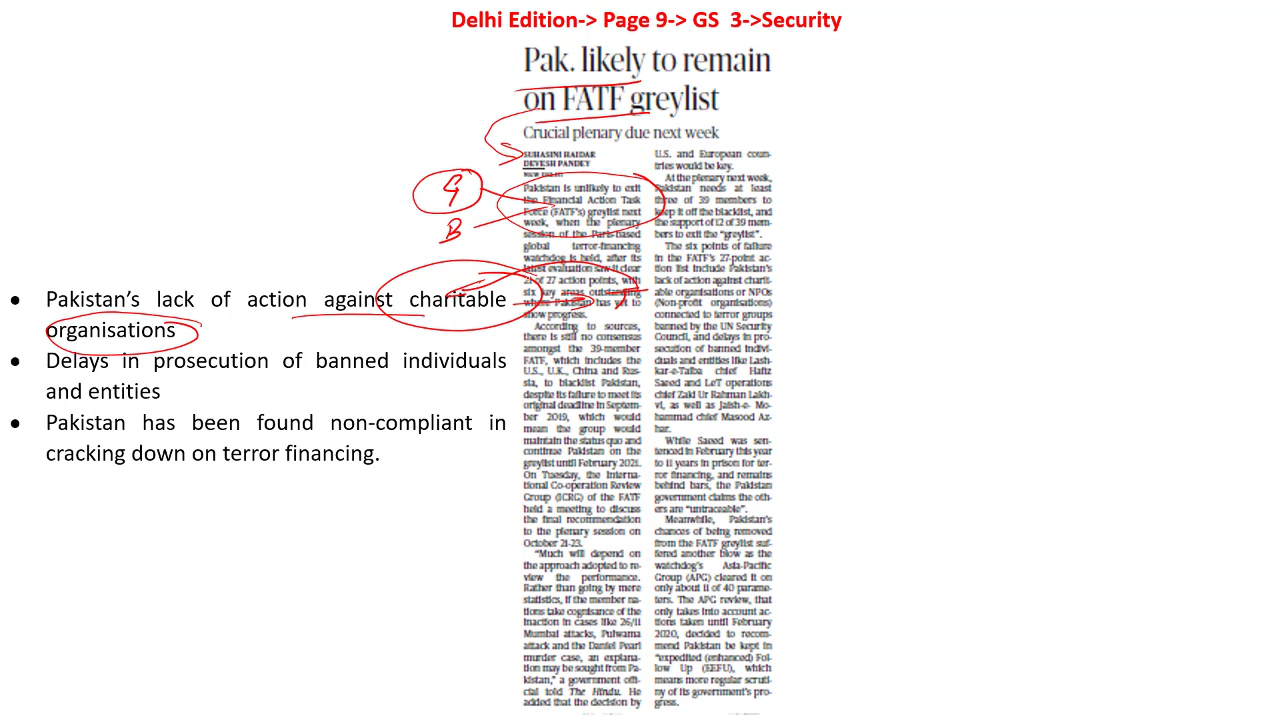 Delhi Edition-> Page 9-> GS 3->Security
Pak. likely to remain
on FATF greylist
Crucial plenary due next week
G
B
Pakistan's lack of action against charitable
organisations
Delays in prosecution of banned individuals
and entities
Pakistan has been found non-compliant in
cracking down on terror financing.
SUHASINI HAIDAR
DEVESH PANDEY
NEW DELHI
Pakistan is unlikely to exit
the Financial Action Task
Force (FATF's) greylist next
week, when the plenary
session of the Paris-based
global terror-financing
watchdog is held, after its
latest evaluation saw it clear
21 of 27 action points, with
six key areas outstanding
where Pakistan has yet to
show progress.
According to sources,
there is still no consensus
amongst the 39-member
FATF, which includes the
U.S., U.K., China and Rus-
sia, to blacklist Pakistan,
despite its failure to meet its
original deadline in Septem-
ber 2019, which would
mean the group would
maintain the status quo and
continue Pakistan on the
greylist until February 2021.
On Tuesday, the Interna-
tional Co-operation Review
Group (ICRG) of the FATF
held a meeting to discuss
the final recommendation
to the plenary session on
October 21-23.
"Much will depend on
the approach adopted to re-
view the performance.
Rather than going by mere
statistics, if the member na-
tions take cognisance of the
inaction in cases like 26/11
Mumbai attacks, Pulwama
attack and the Daniel Pearl
murder case, an explana-
tion may be sought from Pa-
kistan," a government offi-
cial told The Hindu. He
added that the decision by
U.S. and European coun-
tries would be key.
At the plenary next week,
Pakistan needs at least
three of 39 members to
keep it off the blacklist, and
the support of 12 of 39 mem-
bers to exit the "greylist".
The six points of failure
in the FATF's 27-point ac-
tion list include Pakistan's
lack of action against charit-
able organisations or NPOs
(Non-profit organisations)
connected to terror groups
banned by the UN Security
Council, and delays in pro-
secution of banned indivi-
duals and entities like Lash-
kar-e-Taiba chief Hafiz
Saeed and LeT operations
chief Zaki Ur Rahman Lakh-
vi, as well as Jaish-e- Mo-
hammad chief Masood Az-
har.
While Saeed was sen-
tenced in February this year
to 11 years in prison for ter-
ror financing, and remains
behind bars, the Pakistan
government claims the oth-
ers are "untraceable".
Meanwhile, Pakistan's
chances of being removed
from the FATF greylist suf-
fered another blow as the
watchdog's Asia-Pacific
Group (APG) cleared it on
only about 11 of 40 parame-
ters. The APG review, that
only takes into account ac-
tions taken until February
2020, decided to recom-
mend Pakistan be kept in
"expedited (enhanced) Fol-
low Up (EEFU), which
means more regular scruti-
ny of its government's pro-
gress.